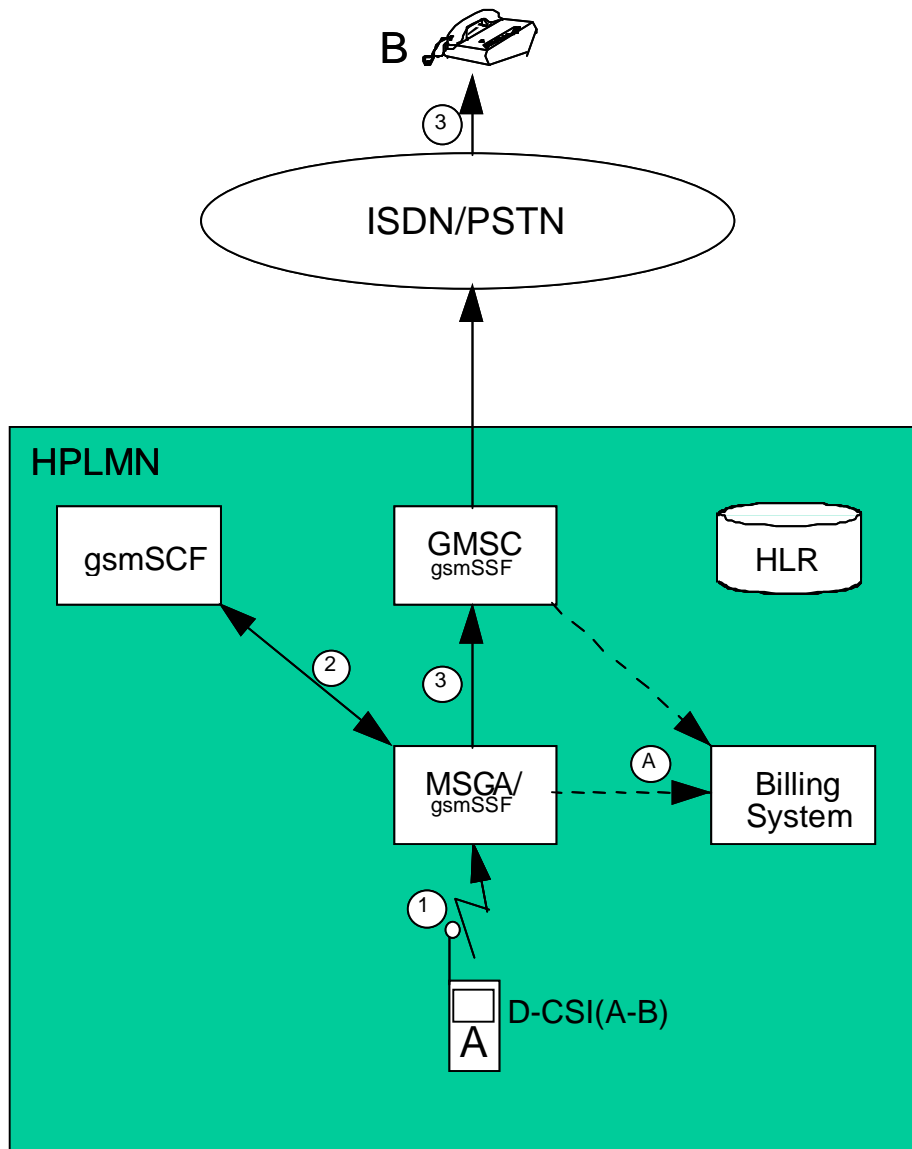 B
3
ISDN/PSTN
HPLMN
gsmSCF
GMSC
gsmSSF
HLR
2
3
A
MSCA/
gsmSSF
Billing
System
1
D-CSI(A-B)
A